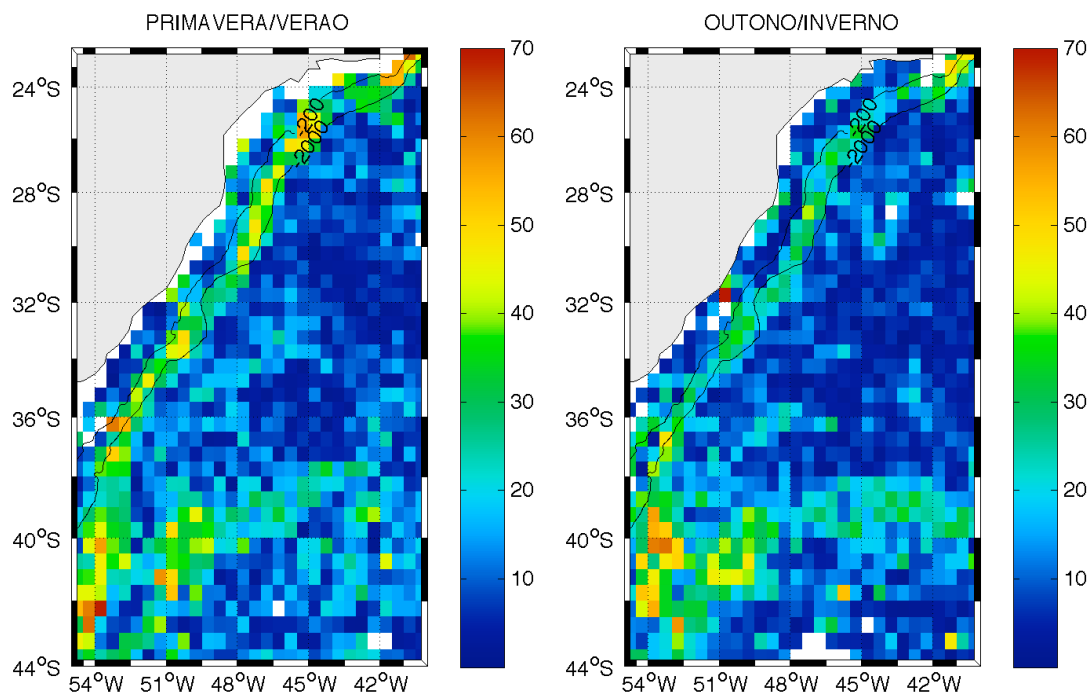 PRIMAVERA/VERAO
OUTONO/INVERNO
24°S
28°S
32°S
36°S
40°S
44°S
54°W 51°W 48°W 45°W 42°W
-200
-2000
70
60
50
40
30
20
10
24°S
28°S
32°S
36°S
40°S
44°S
54°W 51°W 48°W 45°W 42°W
-200
-2000
70
60
50
40
30
20
10